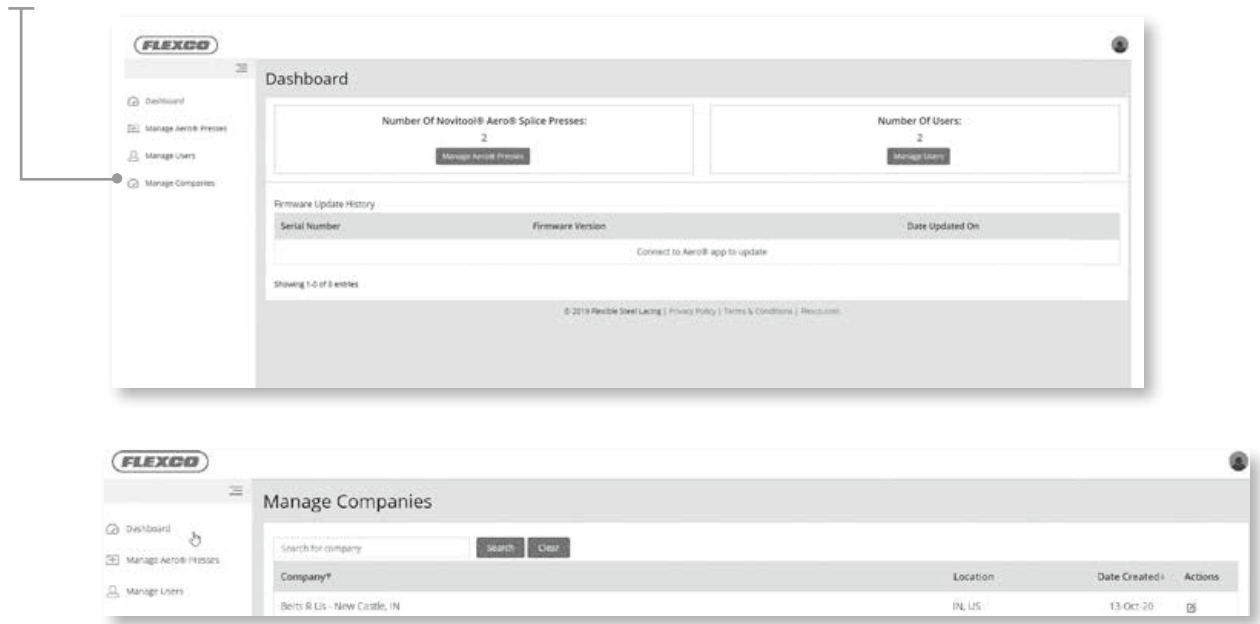 FLEXCO
Dashboard
Dashboard
Manage Aero® Presses
Manage Users
Manage Companies
Number Of Novitool® Aero® Splice Presses:
2
Manage Aero® Presses
Number Of Users:
2
Manage Users
Firmware Update History
Serial Number Firmware Version Date Updated On
Connect to Aero® app to update
Showing 1-0 of 0 entries
© 2019 Flexible Steel Lacing | Privacy Policy | Terms & Conditions | Flexco.com
FLEXCO
Manage Companies
Dashboard
Manage Aero® Presses
Manage Users
Search for company Search Clear
Company Location Date Created Actions
Belts R Us - New Castle, IN IN, US 13-Oct-20